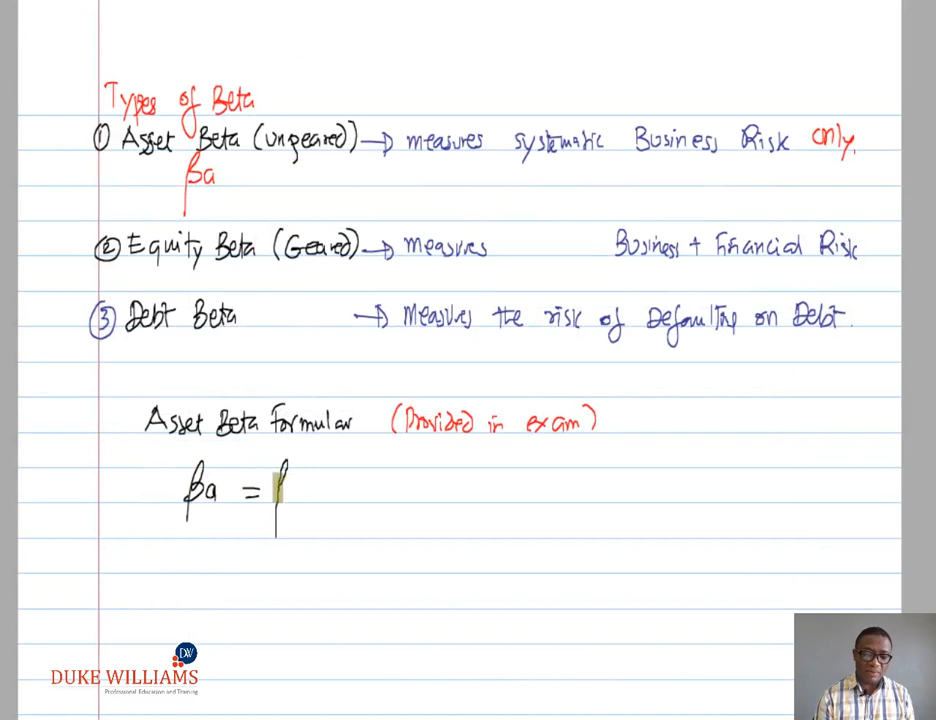 Types of Beta
① Asset Beta (ungeared) → measures systematic Business Risk only.
βa
② Equity Beta (Geared) → measures Business + Financial Risk
③ Debt Beta → Measures the risk of Defaulting on Debt.
Asset Beta Formular (Provided in exam)
βa = β
DW
DUKE WILLIAMS
Professional Education and Training